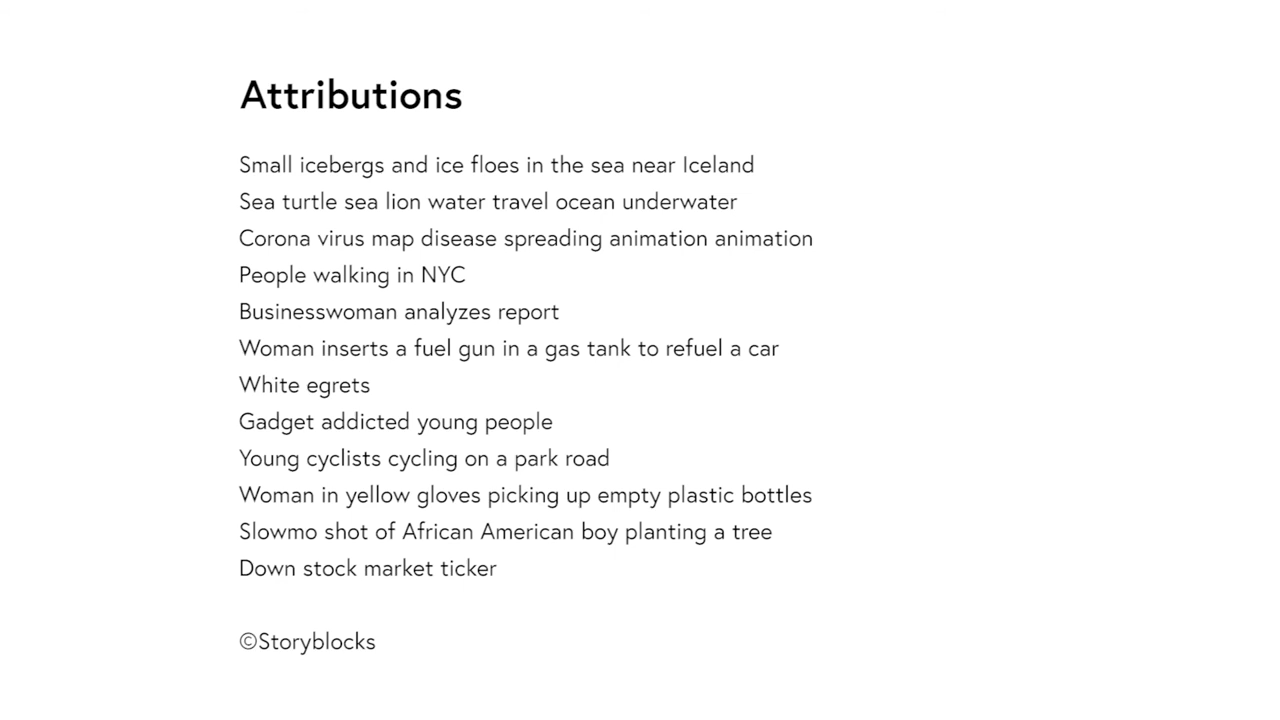 Attributions
Small icebergs and ice floes in the sea near Iceland
Sea turtle sea lion water travel ocean underwater
Corona virus map disease spreading animation animation
People walking in NYC
Businesswoman analyzes report
Woman inserts a fuel gun in a gas tank to refuel a car
White egrets
Gadget addicted young people
Young cyclists cycling on a park road
Woman in yellow gloves picking up empty plastic bottles
Slowmo shot of African American boy planting a tree
Down stock market ticker
©Storyblocks